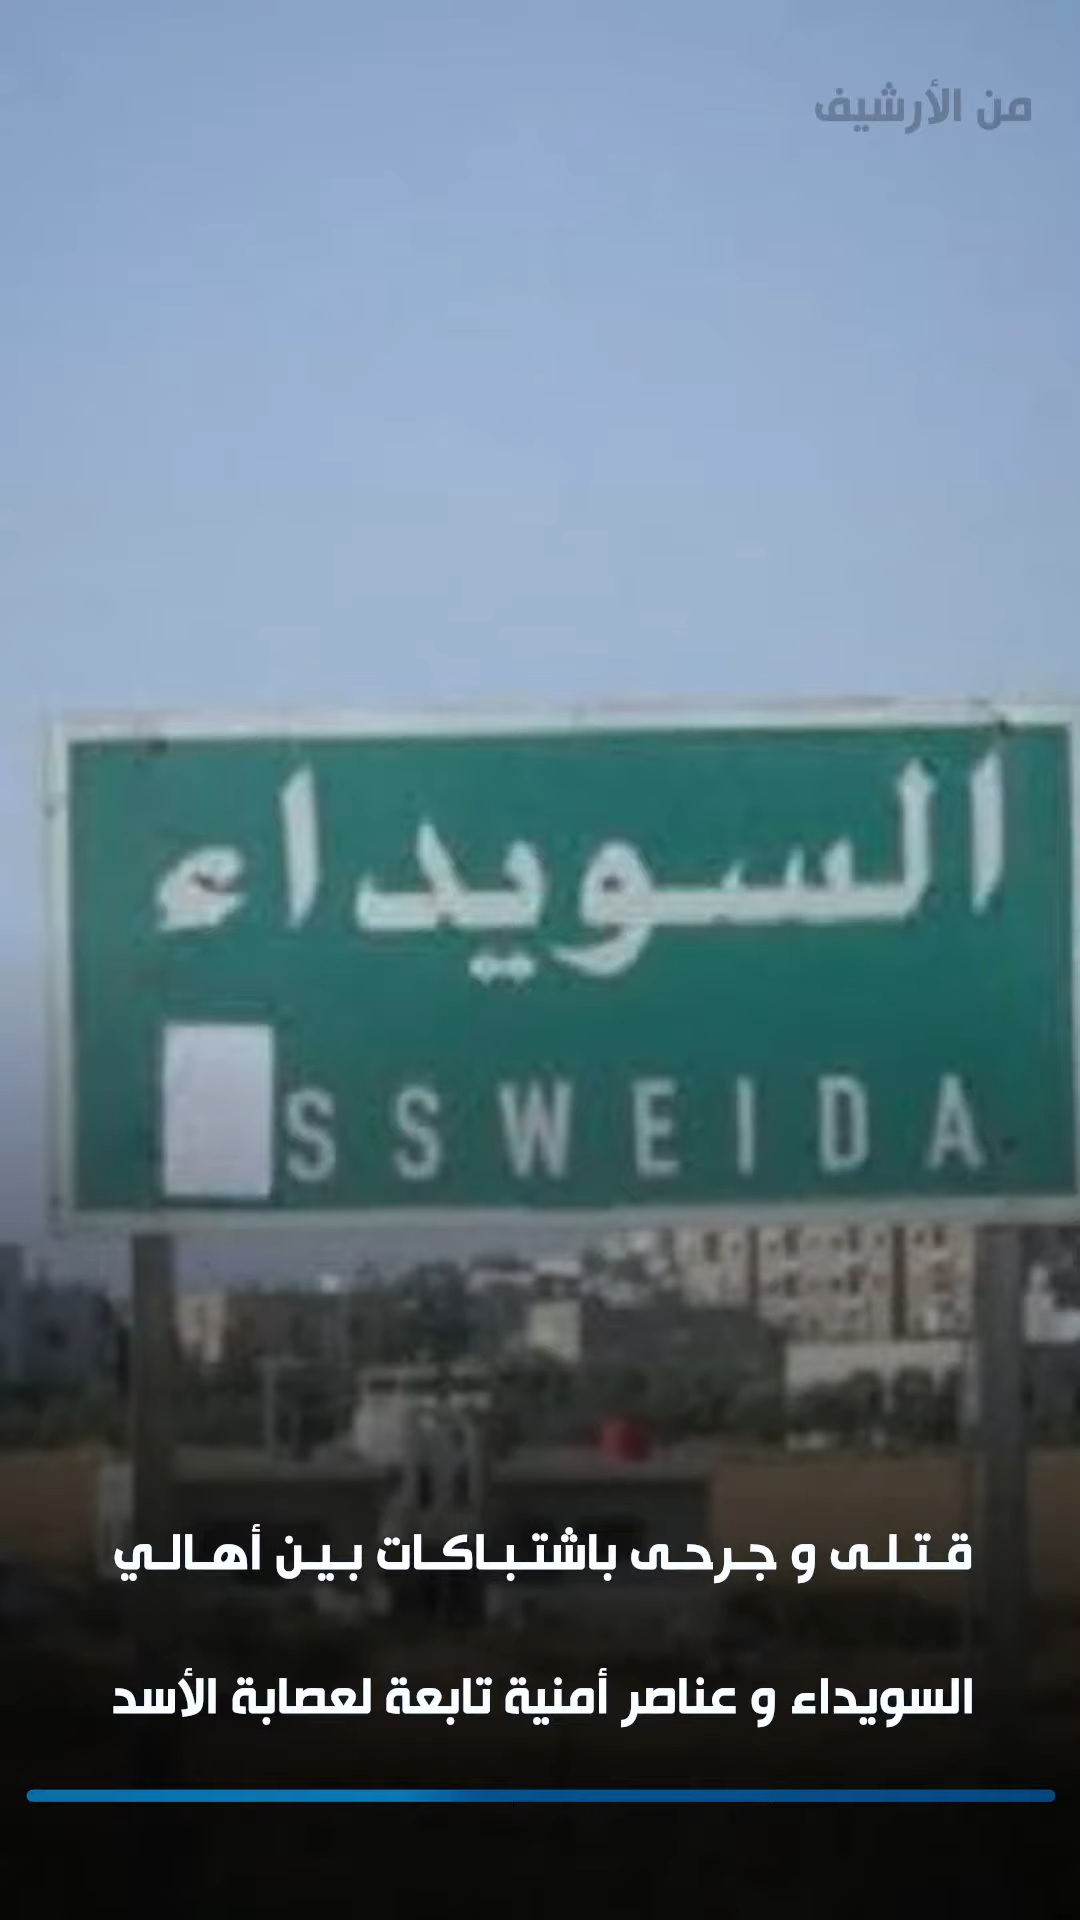 من الأرشيف
السويداء
SSWEIDA
قتلى و جرحى باشتباكات بين أهالي
السويداء و عناصر أمنية تابعة لعصابة الأسد